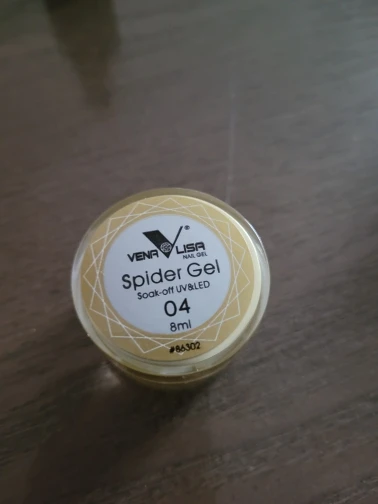 VENA LISA®
NAIL GEL
Spider Gel
Soak-off UV&LED
04
8ml
#86302